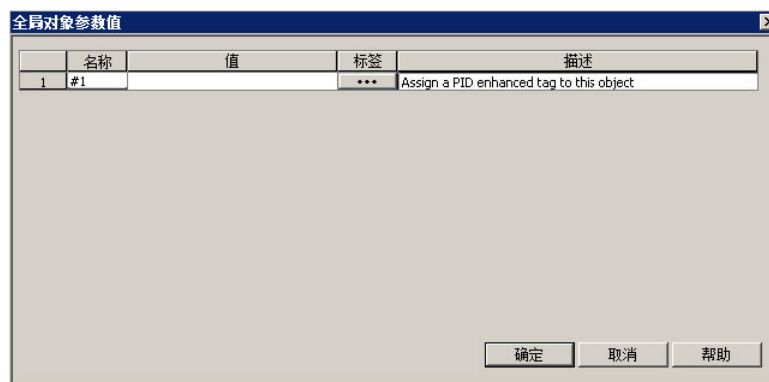 全局对象参数值
名称 值 标签 描述
1 #1 ••• Assign a PID enhanced tag to this object
确定 取消 帮助